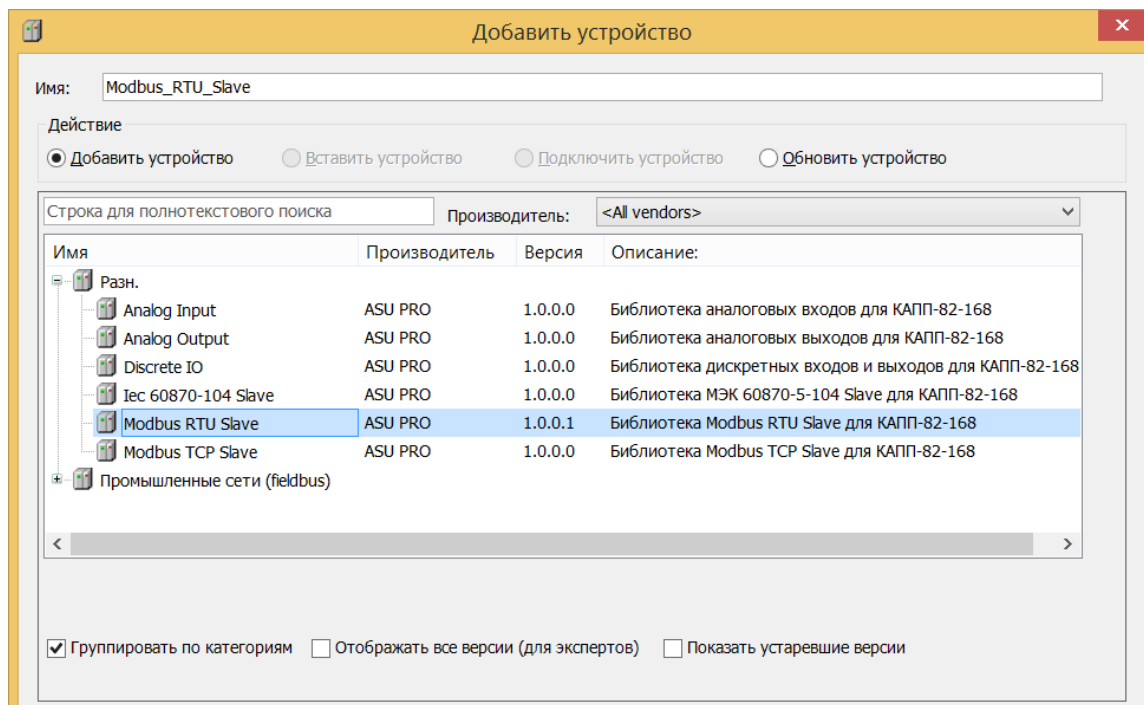 Добавить устройство
Имя: Modbus_RTU_Slave
Действие
Добавить устройство Вставить устройство Подключить устройство Обновить устройство
Строка для полнотекстового поиска Производитель: <All vendors>
Имя Производитель Версия Описание:
Разн.
Analog Input ASU PRO 1.0.0.0 Библиотека аналоговых входов для КАПП-82-168
Analog Output ASU PRO 1.0.0.0 Библиотека аналоговых выходов для КАПП-82-168
Discrete IO ASU PRO 1.0.0.0 Библиотека дискретных входов и выходов для КАПП-82-168
Iec 60870-104 Slave ASU PRO 1.0.0.0 Библиотека МЭК 60870-5-104 Slave для КАПП-82-168
Modbus RTU Slave ASU PRO 1.0.0.1 Библиотека Modbus RTU Slave для КАПП-82-168
Modbus TCP Slave ASU PRO 1.0.0.0 Библиотека Modbus TCP Slave для КАПП-82-168
Промышленные сети (fieldbus)
Группировать по категориям Отображать все версии (для экспертов) Показать устаревшие версии